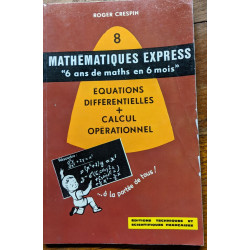 ROGER CRESPIN
8
MATHEMATIQUES EXPRESS
"6 ans de maths en 6 mois"
EQUATIONS
DIFFERENTIELLES
+
CALCUL
OPERATIONNEL
...à la portée de tous!
EDITIONS TECHNIQUES ET
SCIENTIFIQUES FRANÇAISES